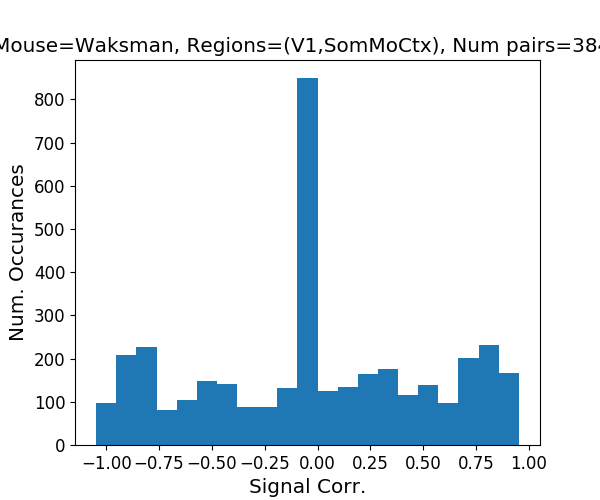 Mouse=Waksman, Regions=(V1,SomMoCtx), Num pairs=384
800
700
600
500
400
300
200
100
0
Num. Occurances
−1.00 −0.75 −0.50 −0.25 0.00 0.25 0.50 0.75 1.00
Signal Corr.